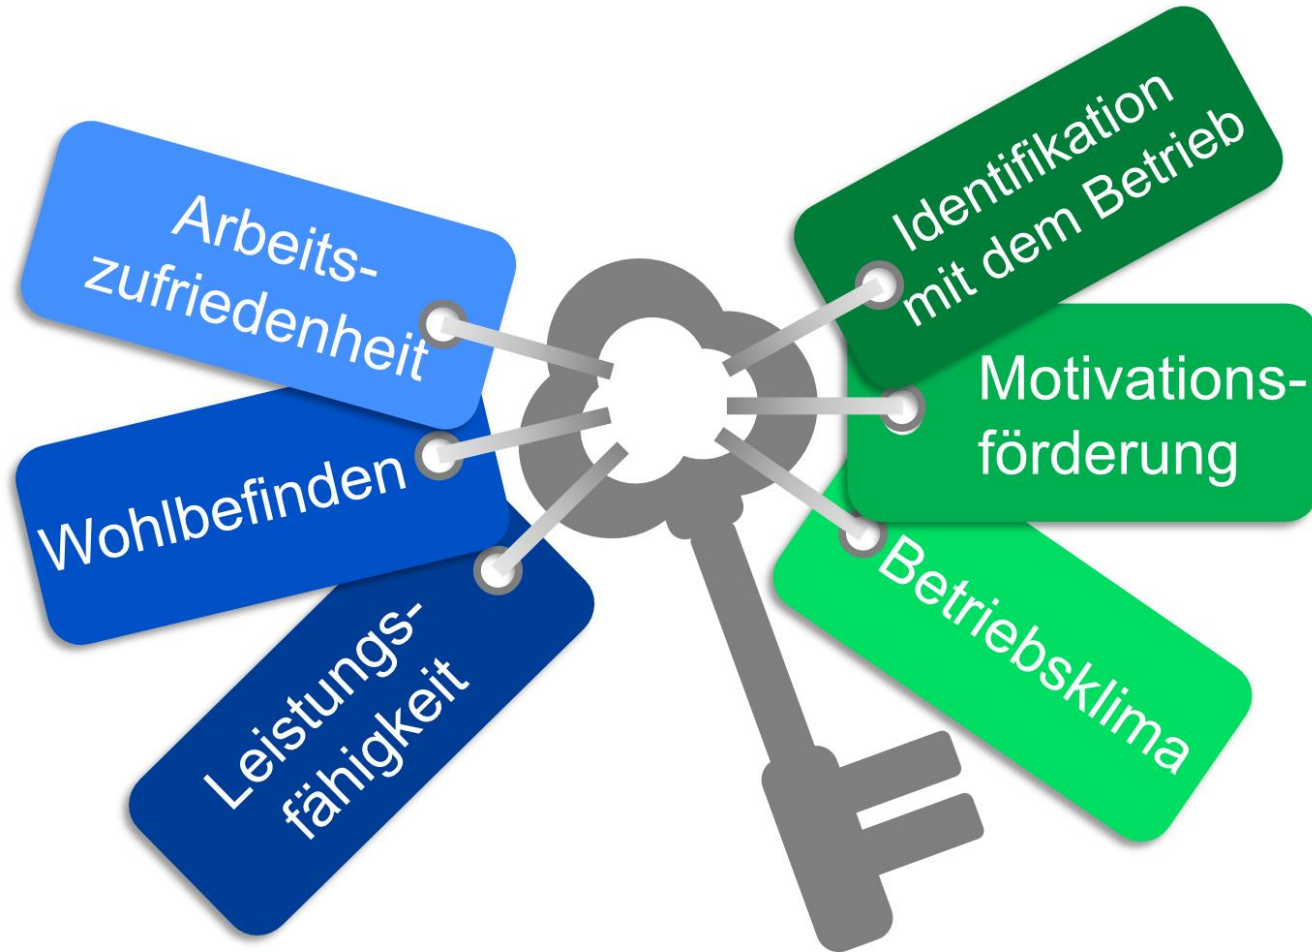 Arbeits-
zufriedenheit
Wohlbefinden
Leistungs-
fähigkeit
Identifikation
mit dem Betrieb
Motivations-
förderung
Betriebsklima